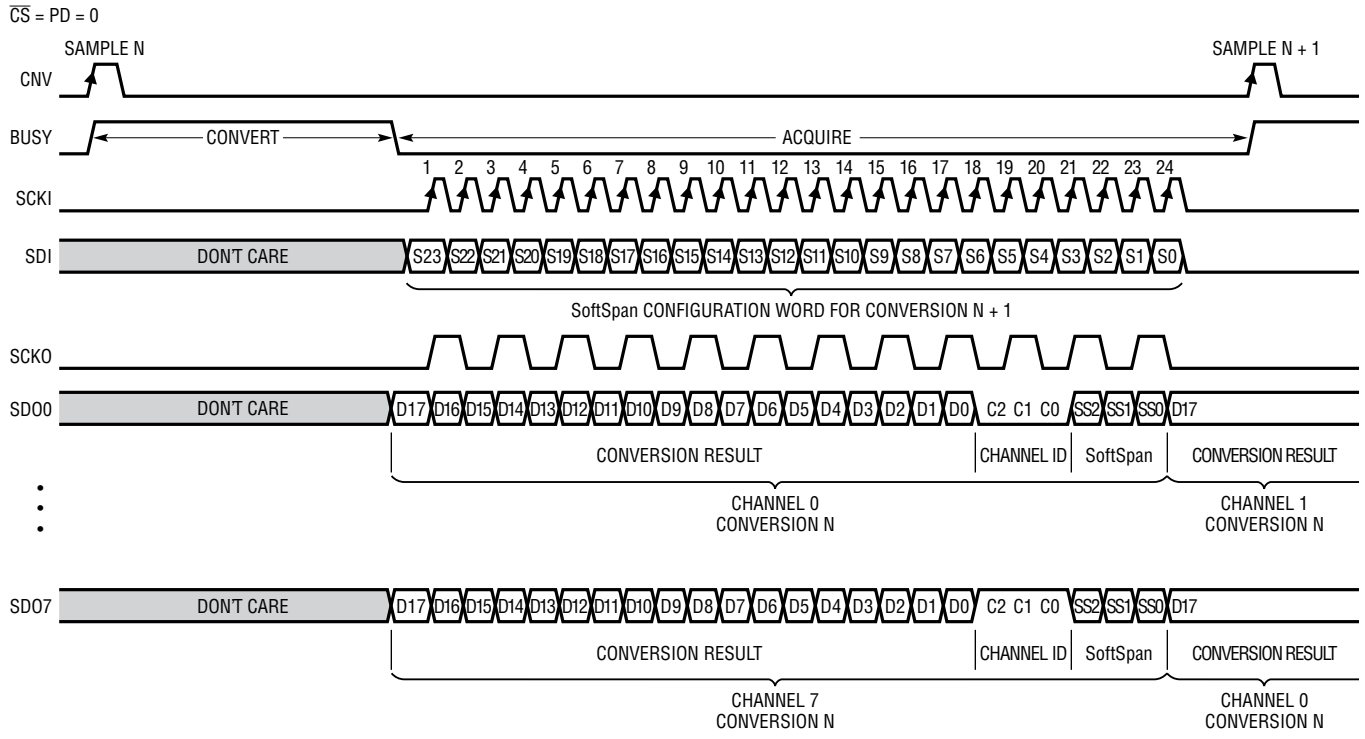 CS = PD = 0
SAMPLE N SAMPLE N + 1
CNV
BUSY CONVERT ACQUIRE
1 2 3 4 5 6 7 8 9 10 11 12 13 14 15 16 17 18 19 20 21 22 23 24
SCKI
SDI DON'T CARE S23 S22 S21 S20 S19 S18 S17 S16 S15 S14 S13 S12 S11 S10 S9 S8 S7 S6 S5 S4 S3 S2 S1 S0
SoftSpan CONFIGURATION WORD FOR CONVERSION N + 1
SCKO
SDO0 DON'T CARE D17 D16 D15 D14 D13 D12 D11 D10 D9 D8 D7 D6 D5 D4 D3 D2 D1 D0 C2 C1 C0 SS2 SS1 SS0 D17
CONVERSION RESULT CHANNEL ID SoftSpan CONVERSION RESULT
CHANNEL 0 CHANNEL 1
CONVERSION N CONVERSION N
SDO7 DON'T CARE D17 D16 D15 D14 D13 D12 D11 D10 D9 D8 D7 D6 D5 D4 D3 D2 D1 D0 C2 C1 C0 SS2 SS1 SS0 D17
CONVERSION RESULT CHANNEL ID SoftSpan CONVERSION RESULT
CHANNEL 7 CHANNEL 0
CONVERSION N CONVERSION N